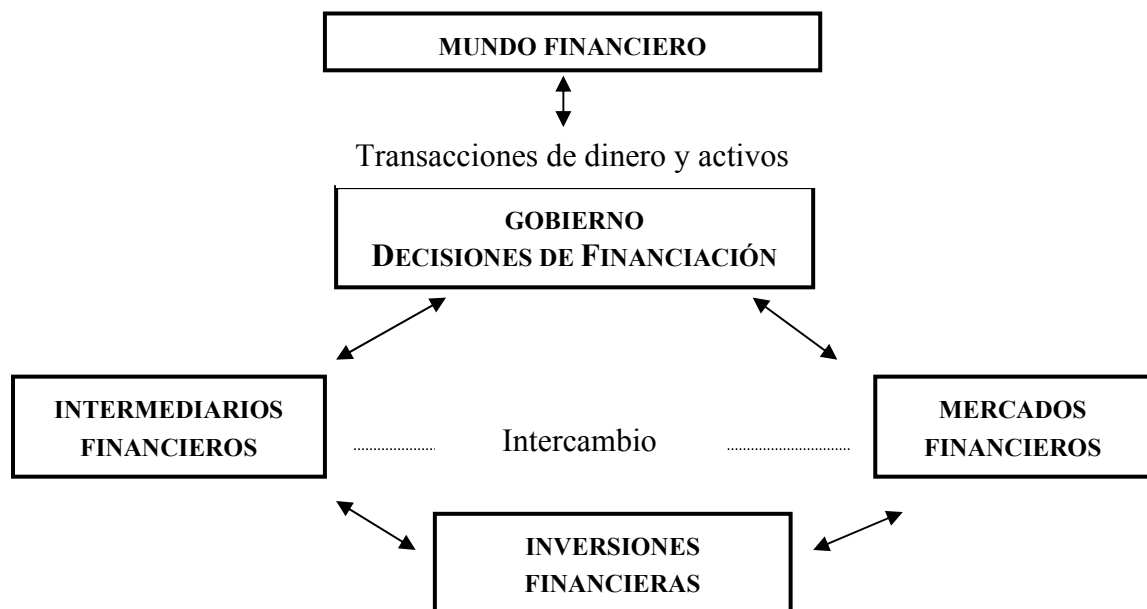 MUNDO FINANCIERO
Transacciones de dinero y activos
GOBIERNO
DECISIONES DE FINANCIACIÓN
INTERMEDIARIOS
FINANCIEROS
Intercambio
MERCADOS
FINANCIEROS
INVERSIONES
FINANCIERAS